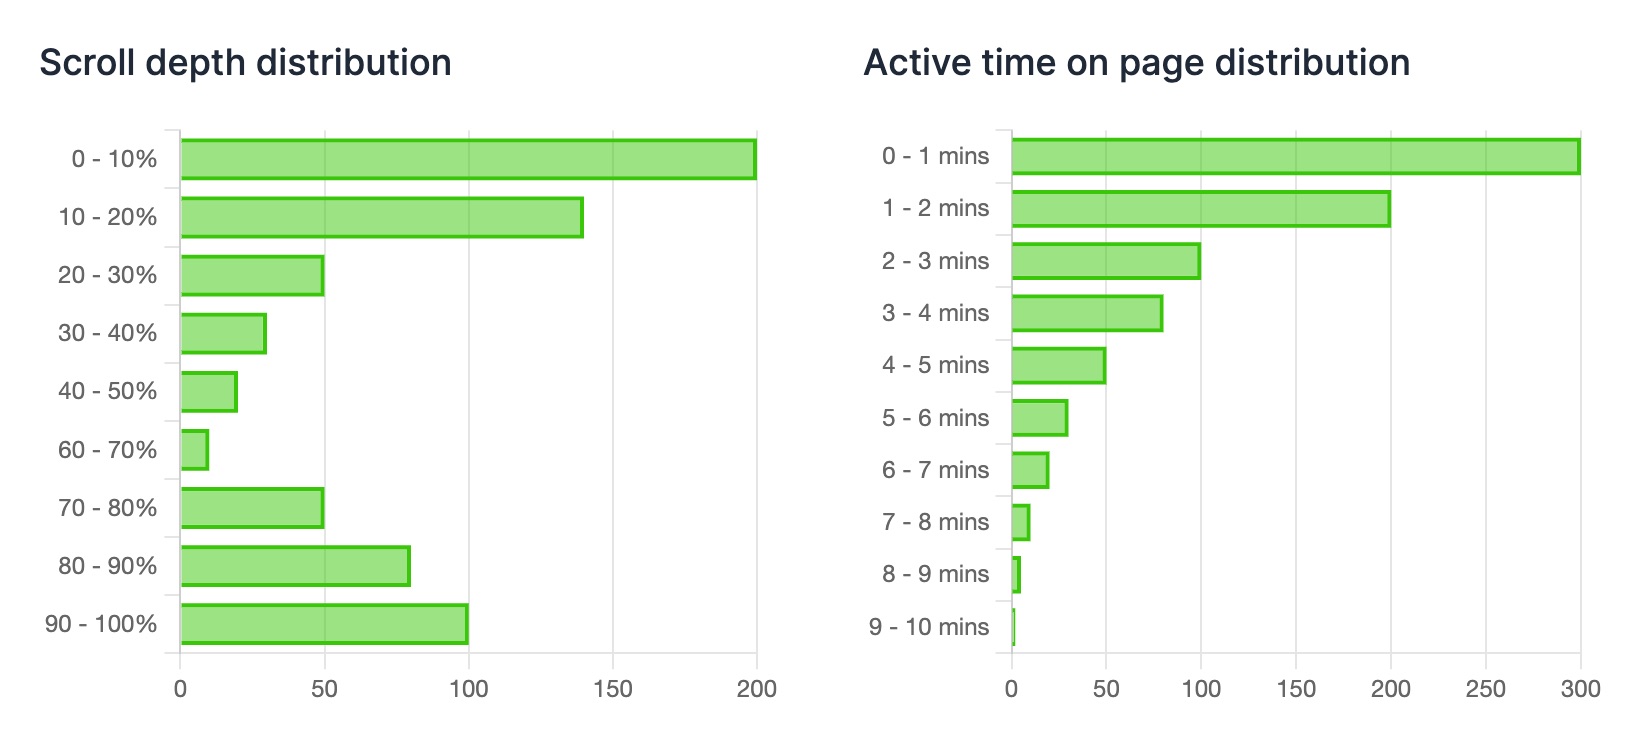 Scroll depth distribution
0 - 10%
10 - 20%
20 - 30%
30 - 40%
40 - 50%
60 - 70%
70 - 80%
80 - 90%
90 - 100%
0 50 100 150 200
Active time on page distribution
0 - 1 mins
1 - 2 mins
2 - 3 mins
3 - 4 mins
4 - 5 mins
5 - 6 mins
6 - 7 mins
7 - 8 mins
8 - 9 mins
9 - 10 mins
0 50 100 150 200 250 300